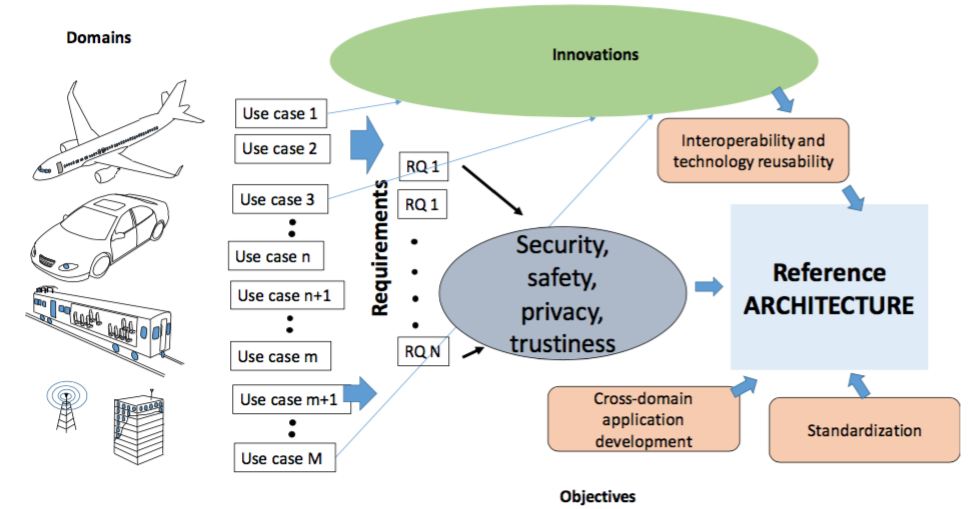 Domains
Innovations
Use case 1
Use case 2
Use case 3
Use case n
Use case n+1
Use case m
Use case m+1
Use case M
Requirements
RQ 1
RQ 1
RQ N
Security,
safety,
privacy,
trustiness
Interoperability and
technology reusability
Reference
ARCHITECTURE
Cross-domain
application
development
Standardization
Objectives